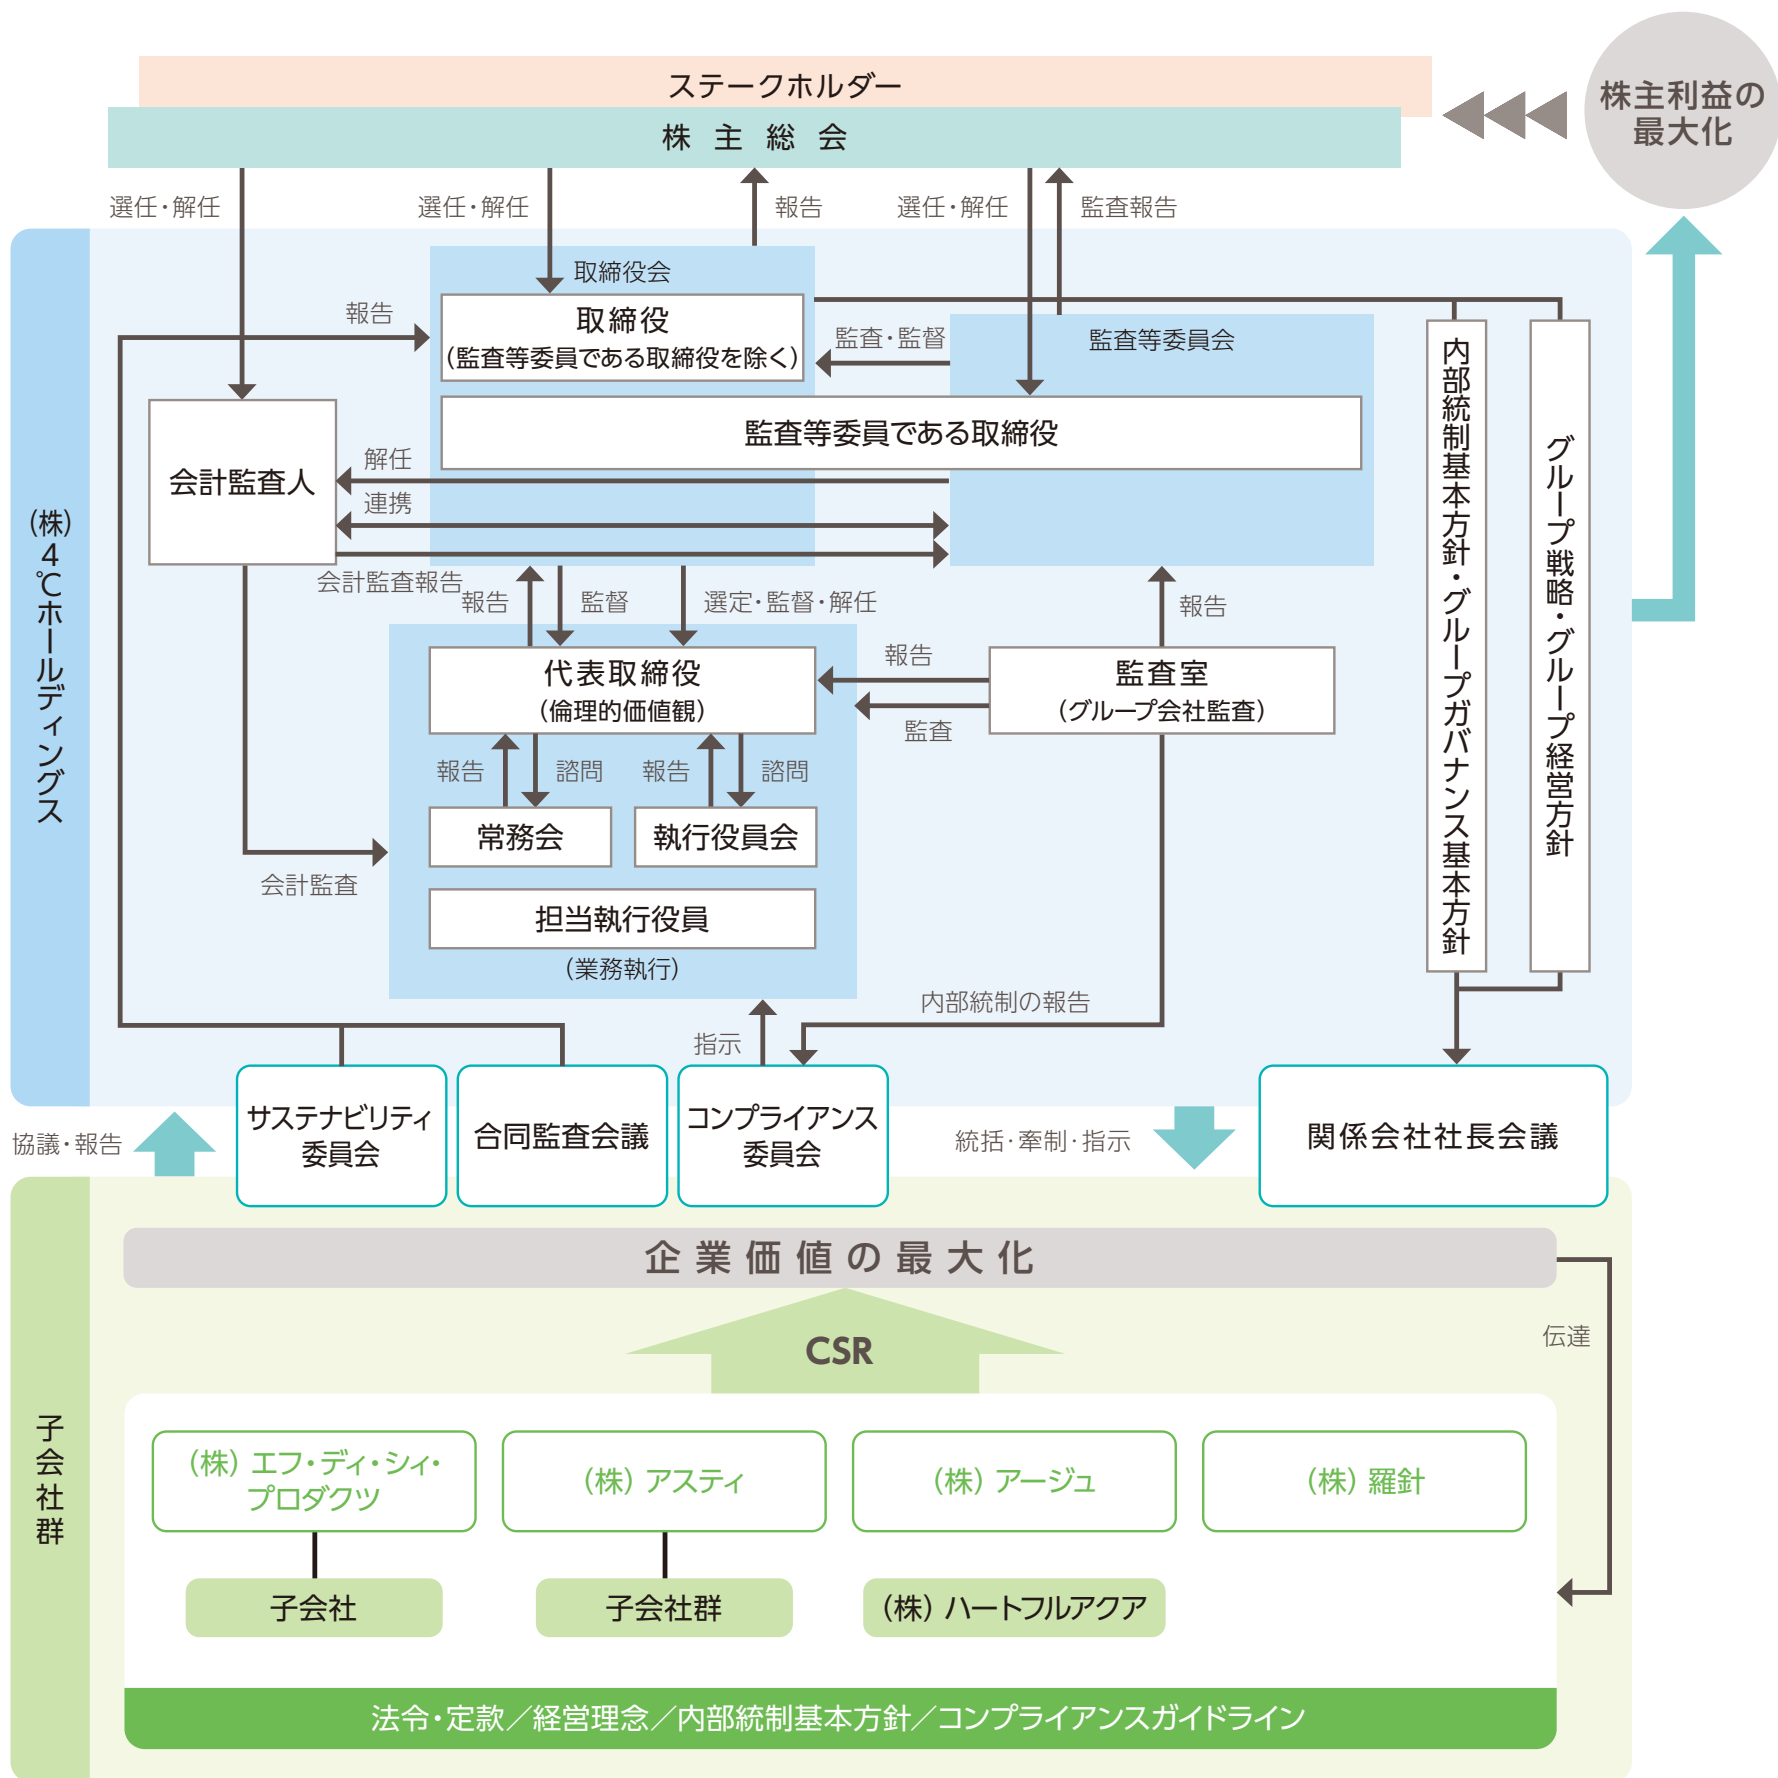 ステークホルダー
株主総会
株主利益の
最大化
選任・解任
選任・解任
報告
選任・解任
監査報告
(株)4℃ホールディングス
取締役会
報告
取締役
（監査等委員である取締役を除く）
監査・監督
監査等委員会
監査等委員である取締役
会計監査人
解任
連携
会計監査報告
報告
監督
選定・監督・解任
報告
内部統制基本方針・グループガバナンス基本方針
グループ戦略・グループ経営方針
代表取締役
（倫理的価値観）
報告
監査
監査室
（グループ会社監査）
報告
諮問
報告
諮問
常務会
執行役員会
会計監査
担当執行役員
（業務執行）
内部統制の報告
指示
サステナビリティ
委員会
合同監査会議
コンプライアンス
委員会
関係会社社長会議
協議・報告
統括・牽制・指示
子会社群
企業価値の最大化
CSR
伝達
（株）エフ・ディ・シィ・
プロダクツ
（株）アスティ
（株）アージュ
（株）羅針
子会社
子会社群
（株）ハートフルアクア
法令・定款／経営理念／内部統制基本方針／コンプライアンスガイドライン